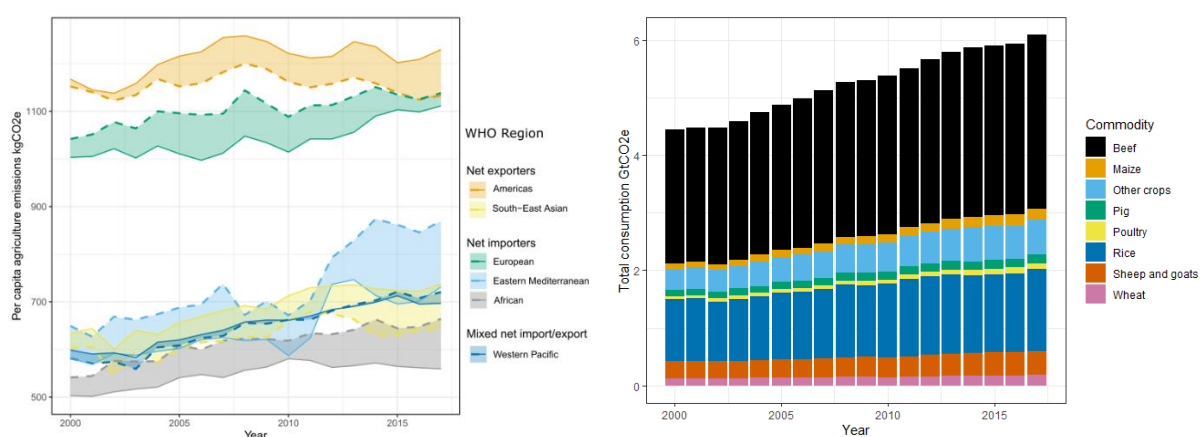 Per capita agriculture emissions kgCO2e
1100
900
700
500
2000
2005
2010
2015
Year
WHO Region
Net exporters
Americas
South-East Asian
Net importers
European
Eastern Mediterranean
African
Mixed net import/export
Western Pacific
Total consumption GtCO2e
6
4
2
0
2000
2005
2010
2015
Year
Commodity
Beef
Maize
Other crops
Pig
Poultry
Rice
Sheep and goats
Wheat